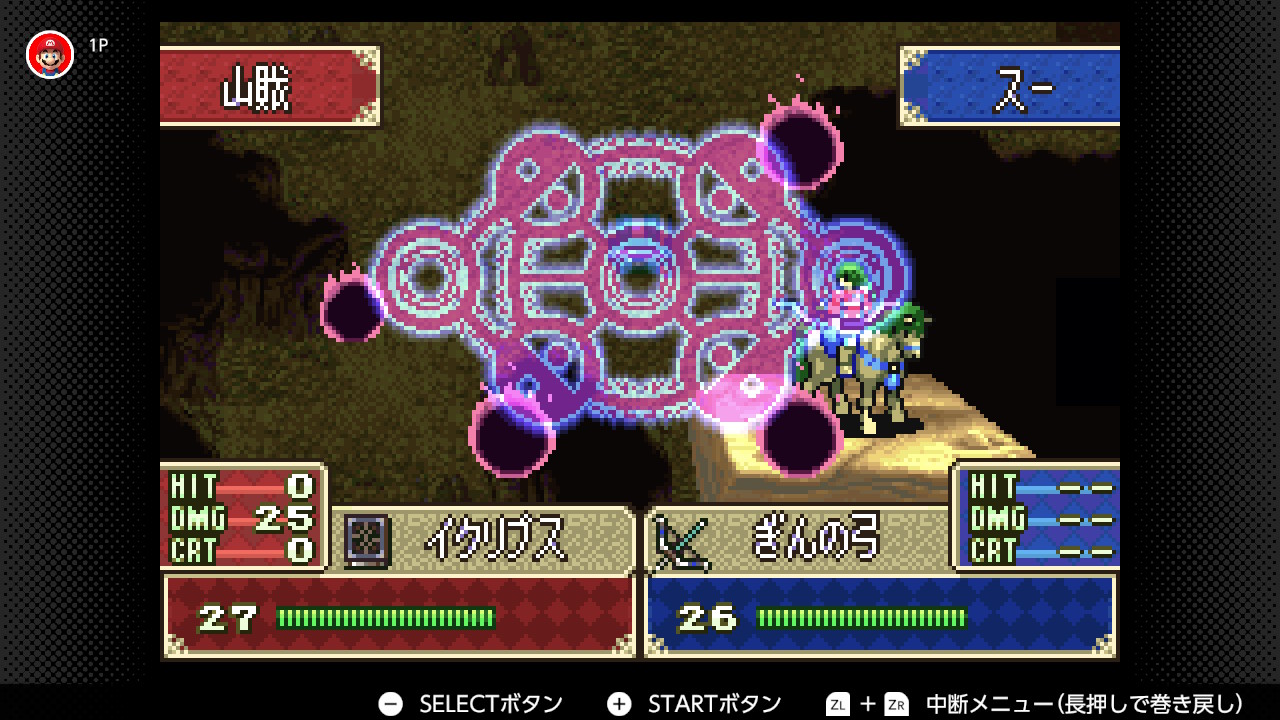 1P
山賊
スー
HIT 0
DMG 25
CRT 0
イクリプス
ぎんの弓
HIT --
DMG --
CRT --
27
26
SELECTボタン
STARTボタン
ZL + ZR 中断メニュー(長押しで巻き戻し)